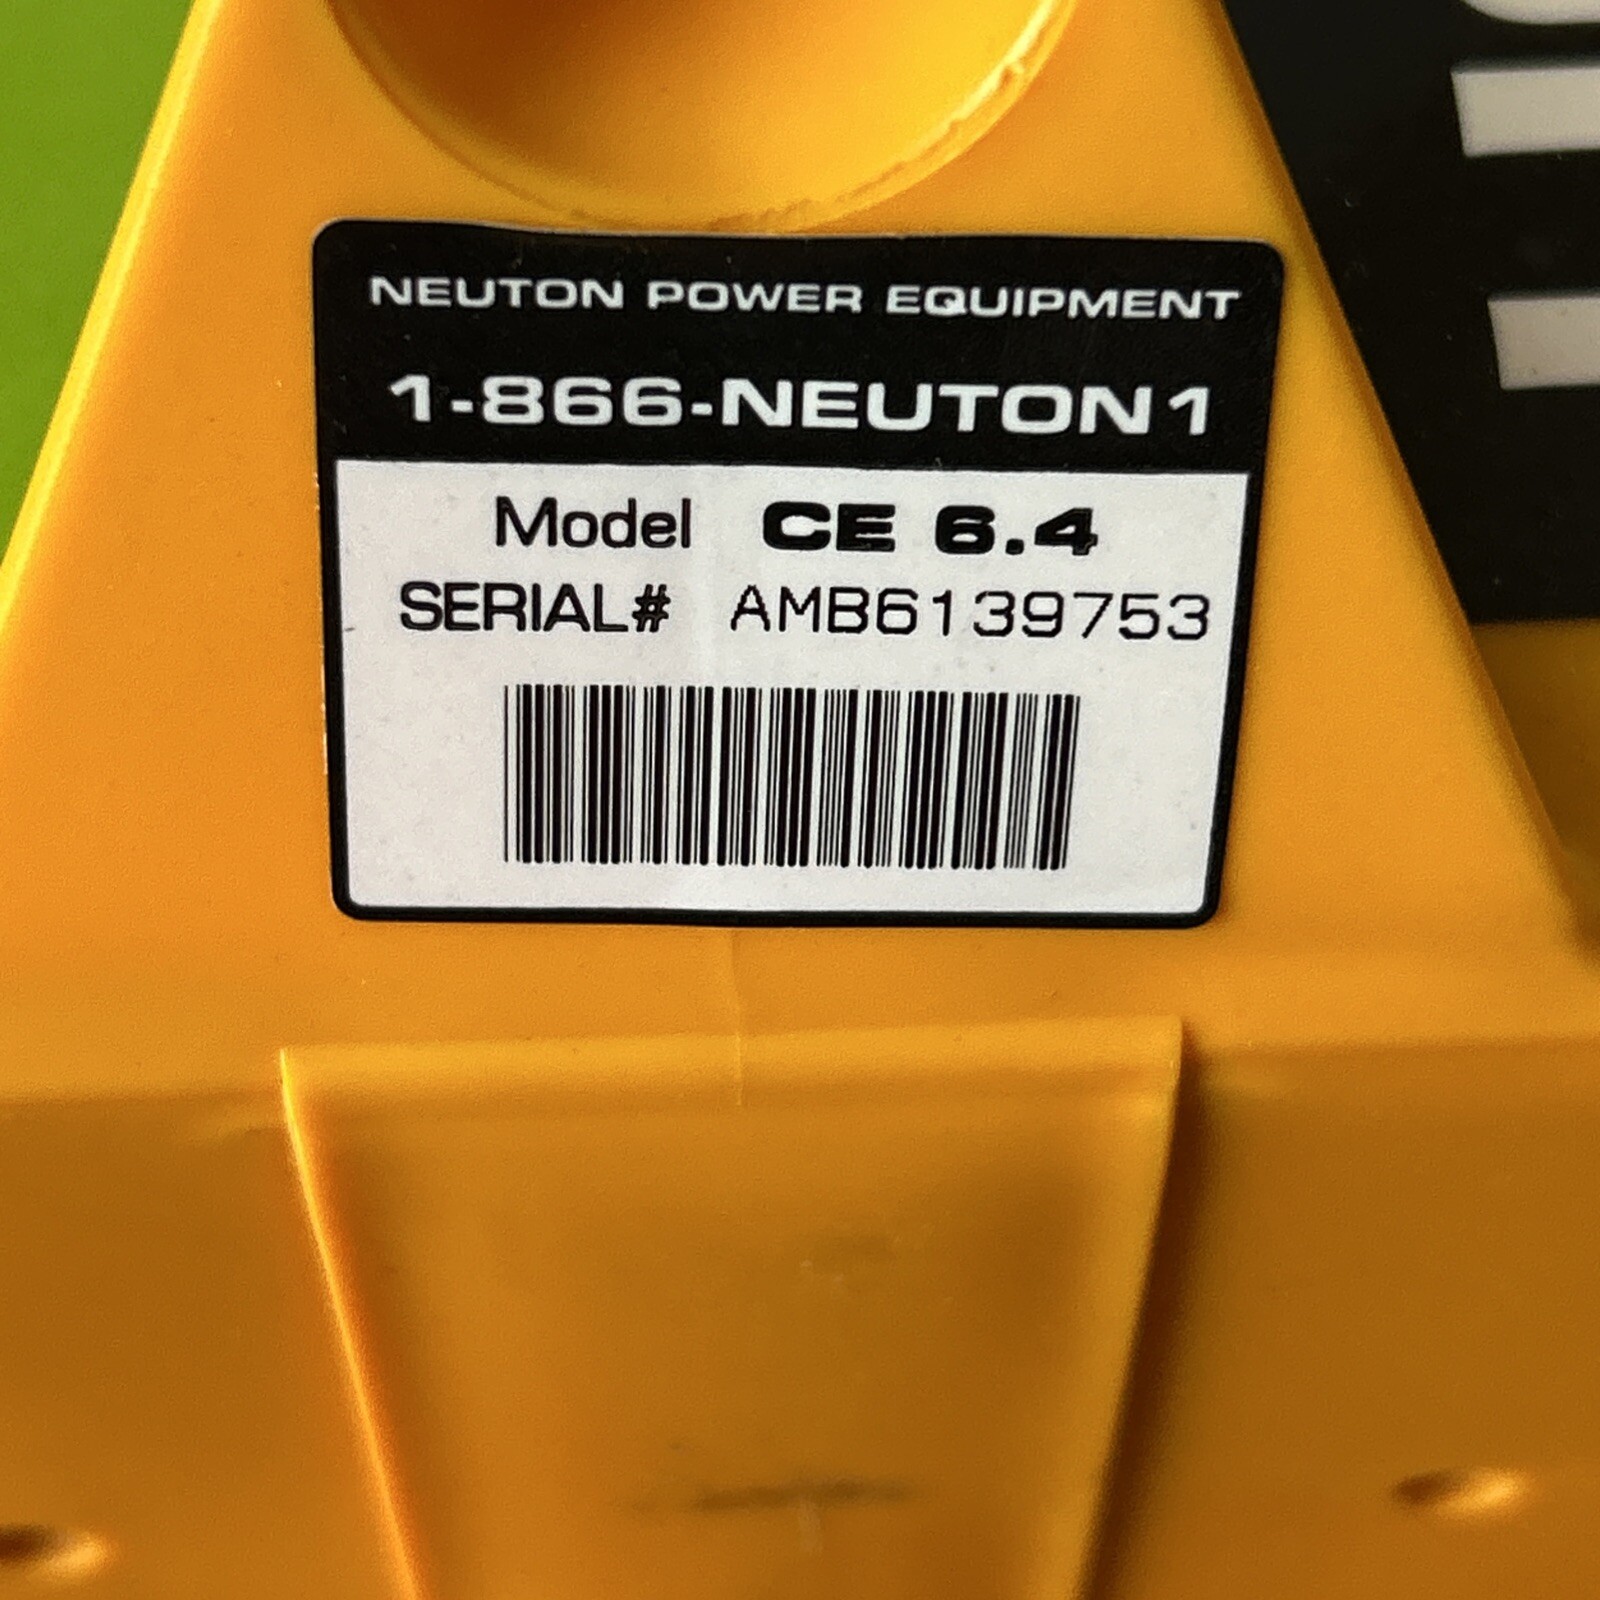 NEUTON POWER EQUIPMENT
1-866-NEUTON1
Model CE 6.4
SERIAL# AMB6139753